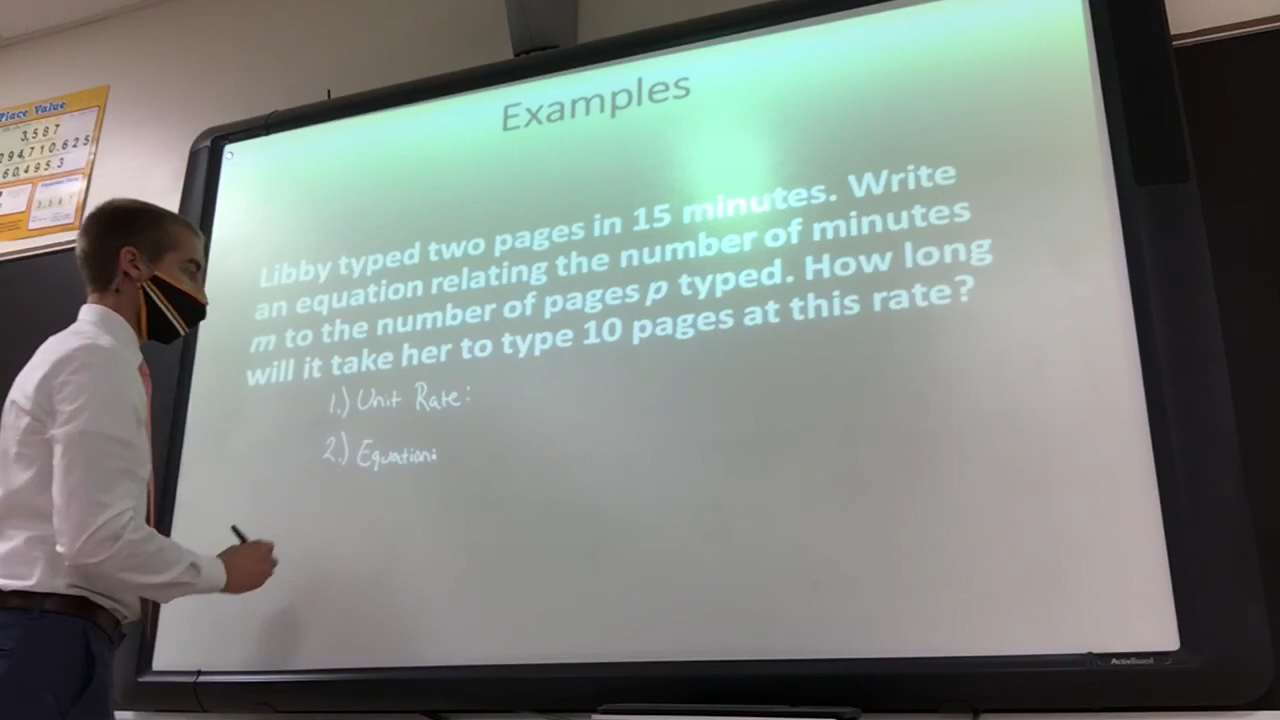 Place Value
3,587
294,710.625
60,495.3
Examples
Libby typed two pages in 15 minutes. Write
an equation relating the number of minutes
m to the number of pages p typed. How long
will it take her to type 10 pages at this rate?
1.) Unit Rate:
2.) Equation:
ActivBoard